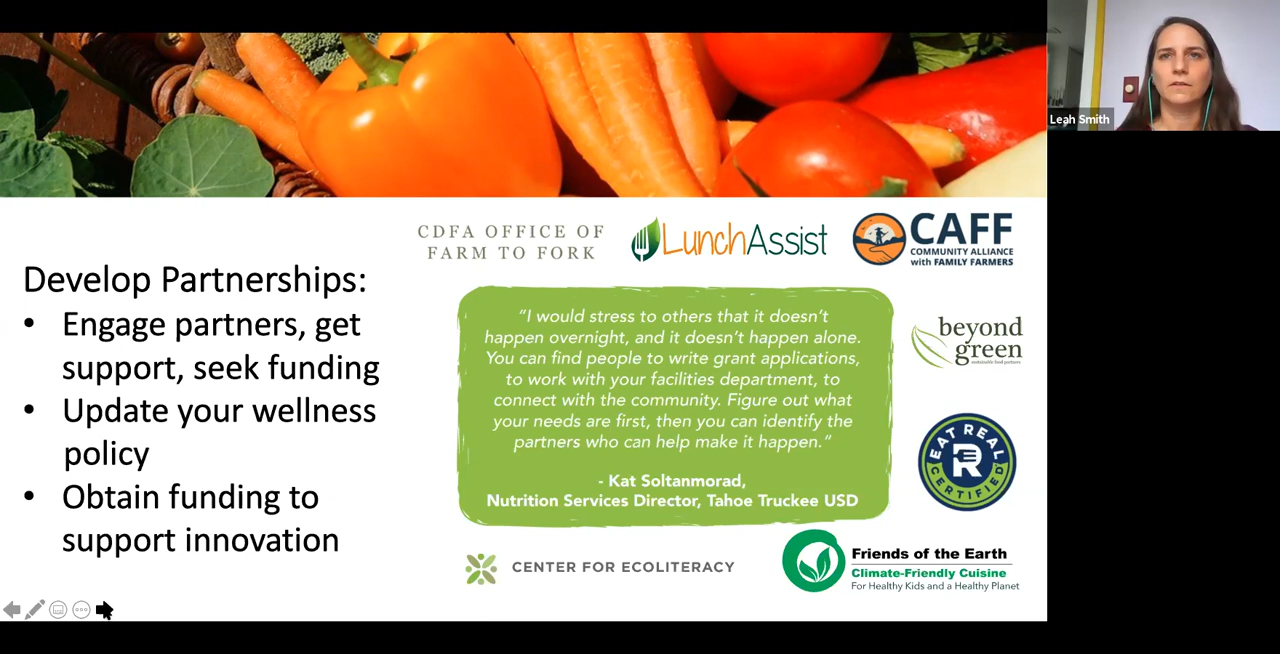 Leah Smith
CDFA OFFICE OF
FARM TO FORK
LunchAssist
CAFF
COMMUNITY ALLIANCE
with FAMILY FARMERS
Develop Partnerships:
• Engage partners, get
support, seek funding
• Update your wellness
policy
• Obtain funding to
support innovation
“I would stress to others that it doesn’t
happen overnight, and it doesn’t happen alone.
You can find people to write grant applications,
to work with your facilities department, to
connect with the community. Figure out what
your needs are first, then you can identify the
partners who can help make it happen.”
- Kat Soltanmorad,
Nutrition Services Director, Tahoe Truckee USD
beyond
green
sustainable food partners
EAT REAL
R
CERTIFIED
CENTER FOR ECOLITERACY
Friends of the Earth
Climate-Friendly Cuisine
For Healthy Kids and a Healthy Planet